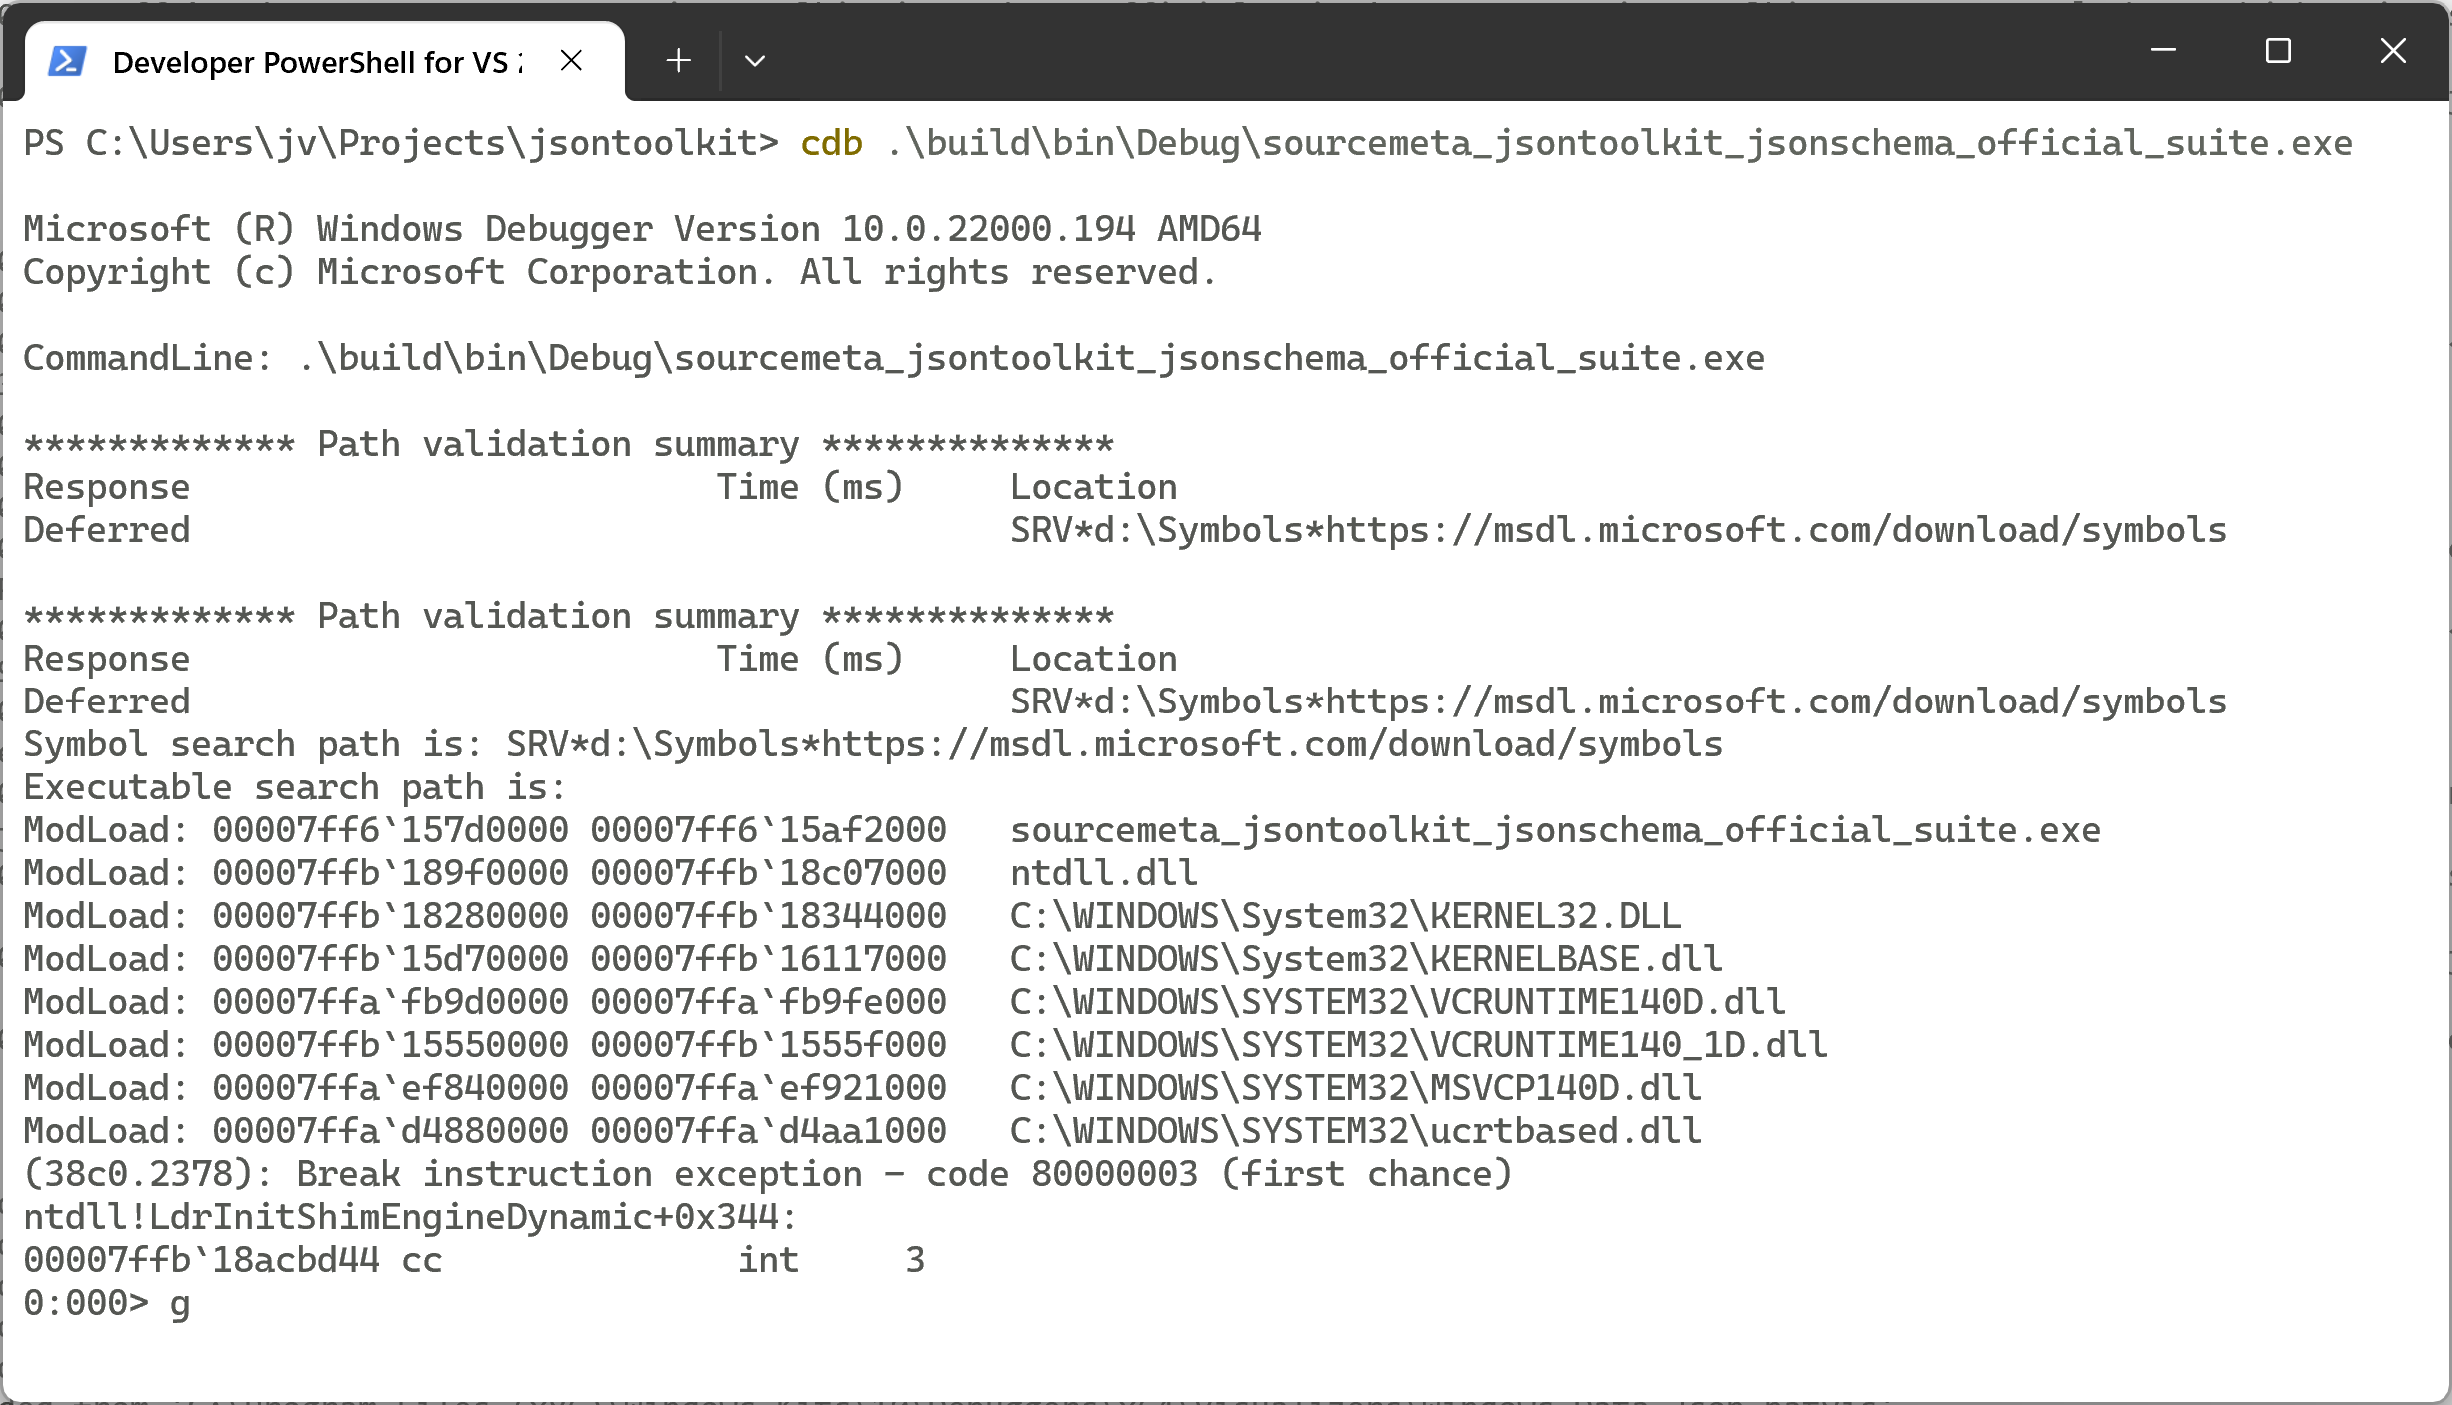 Developer PowerShell for VS
PS C:\Users\jv\Projects\jsontoolkit> cdb .\build\bin\Debug\sourcemeta_jsontoolkit_jsonschema_official_suite.exe
Microsoft (R) Windows Debugger Version 10.0.22000.194 AMD64
Copyright (c) Microsoft Corporation. All rights reserved.
CommandLine: .\build\bin\Debug\sourcemeta_jsontoolkit_jsonschema_official_suite.exe
************* Path validation summary **************
Response                         Time (ms)     Location
Deferred                                       SRV*d:\Symbols*https://msdl.microsoft.com/download/symbols
************* Path validation summary **************
Response                         Time (ms)     Location
Deferred                                       SRV*d:\Symbols*https://msdl.microsoft.com/download/symbols
Symbol search path is: SRV*d:\Symbols*https://msdl.microsoft.com/download/symbols
Executable search path is:
ModLoad: 00007ff6`157d0000 00007ff6`15af2000   sourcemeta_jsontoolkit_jsonschema_official_suite.exe
ModLoad: 00007ffb`189f0000 00007ffb`18c07000   ntdll.dll
ModLoad: 00007ffb`18280000 00007ffb`18344000   C:\WINDOWS\System32\KERNEL32.DLL
ModLoad: 00007ffb`15d70000 00007ffb`16117000   C:\WINDOWS\System32\KERNELBASE.dll
ModLoad: 00007ffa`fb9d0000 00007ffa`fb9fe000   C:\WINDOWS\SYSTEM32\VCRUNTIME140D.dll
ModLoad: 00007ffb`15550000 00007ffb`1555f000   C:\WINDOWS\SYSTEM32\VCRUNTIME140_1D.dll
ModLoad: 00007ffa`ef840000 00007ffa`ef921000   C:\WINDOWS\SYSTEM32\MSVCP140D.dll
ModLoad: 00007ffa`d4880000 00007ffa`d4aa1000   C:\WINDOWS\SYSTEM32\ucrtbased.dll
(38c0.2378): Break instruction exception - code 80000003 (first chance)
ntdll!LdrInitShimEngineDynamic+0x344:
00007ffb`18acbd44 cc              int     3
0:000> g